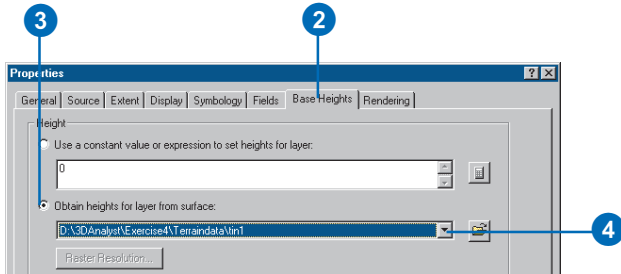 3
2
Properties
General Source Extent Display Symbology Fields Base Heights Rendering
Height
Use a constant value or expression to set heights for layer:
0
Obtain heights for layer from surface:
D:\3DAnalyst\Exercise4\Terraindata\tin1
4
Raster Resolution...